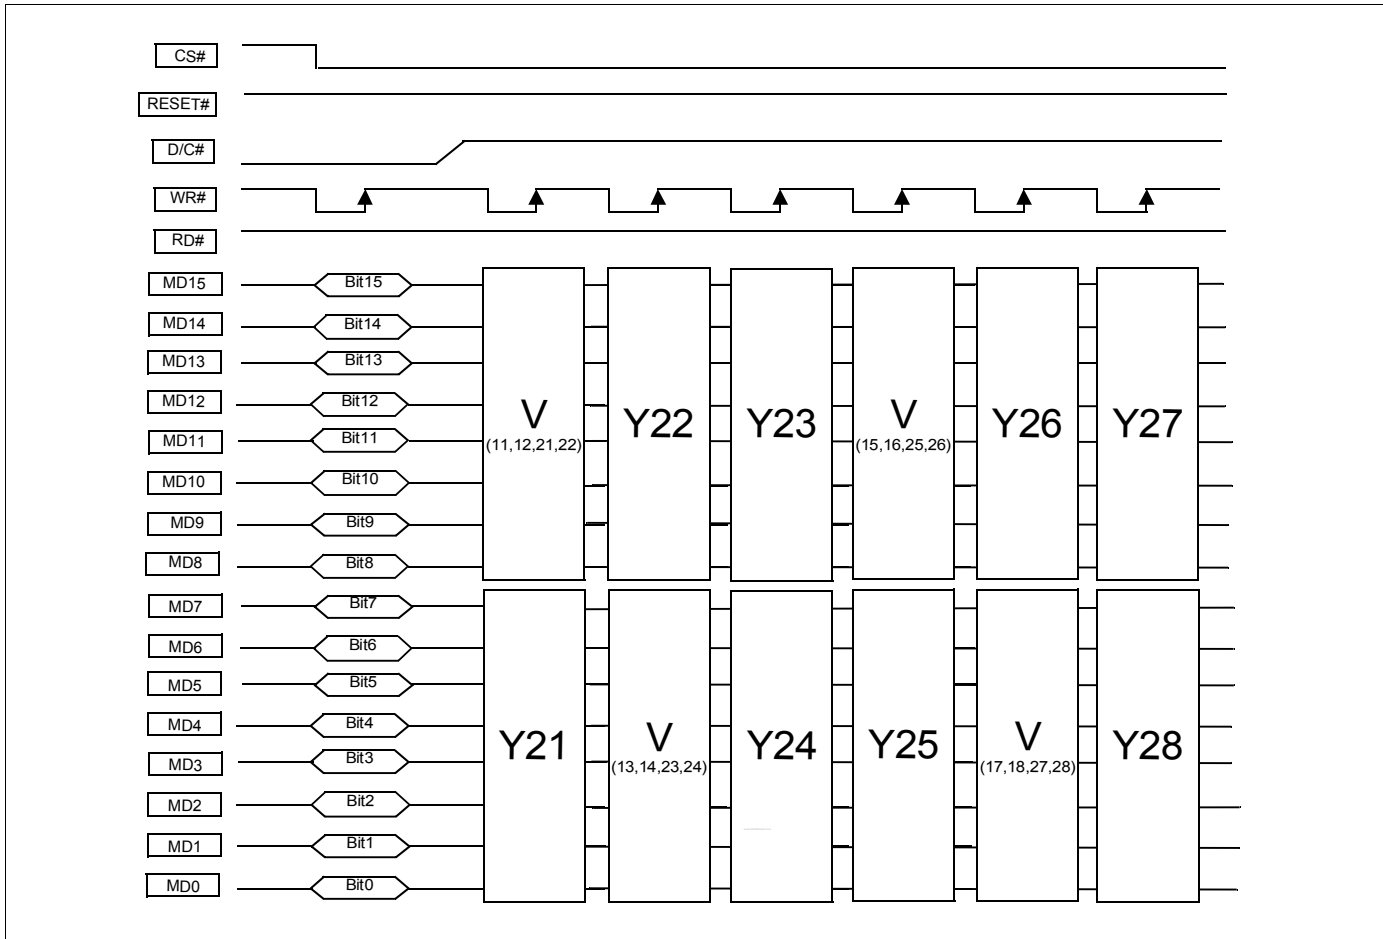 CS#
RESET#
D/C#
WR#
RD#
MD15 Bit15
MD14 Bit14
MD13 Bit13
MD12 Bit12
MD11 Bit11
MD10 Bit10
MD9 Bit9
MD8 Bit8
V Y22 Y23 V Y26 Y27
(11,12,21,22) (15,16,25,26)
MD7 Bit7
MD6 Bit6
MD5 Bit5
MD4 Bit4
MD3 Bit3
MD2 Bit2
MD1 Bit1
MD0 Bit0
Y21 V Y24 Y25 V Y28
(13,14,23,24) (17,18,27,28)